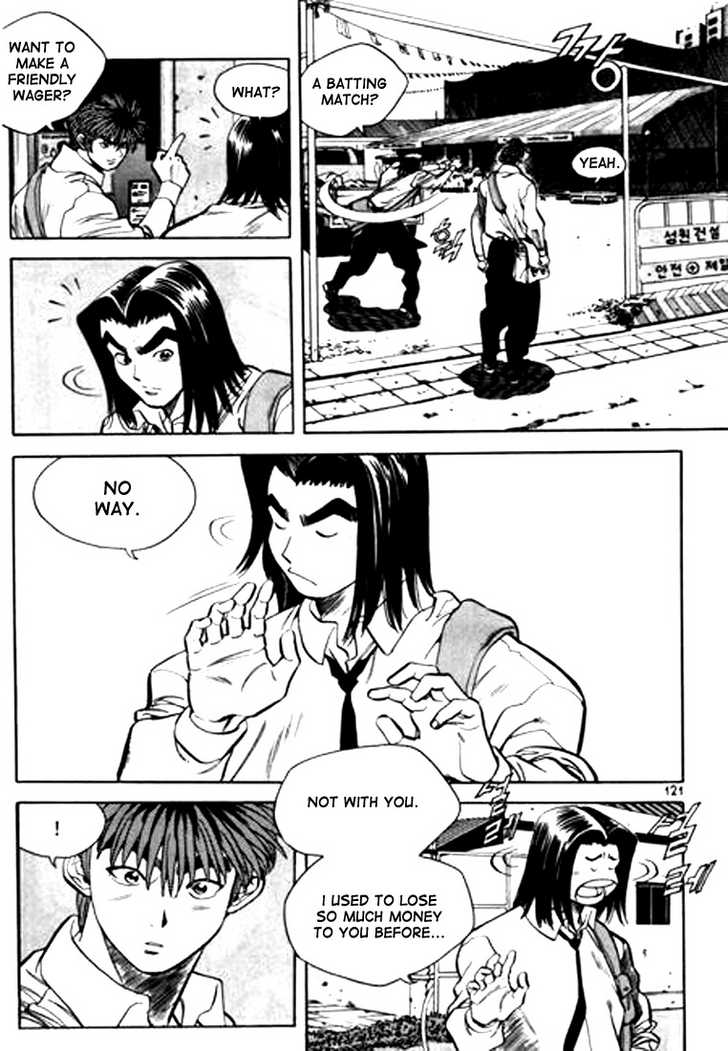 WANT TO
MAKE A
FRIENDLY
WAGER?
WHAT?
A BATTING
MATCH?
YEAH.
성원건설
안전 제일
NO
WAY.
121
!
NOT WITH YOU.
I USED TO LOSE
SO MUCH MONEY
TO YOU BEFORE...